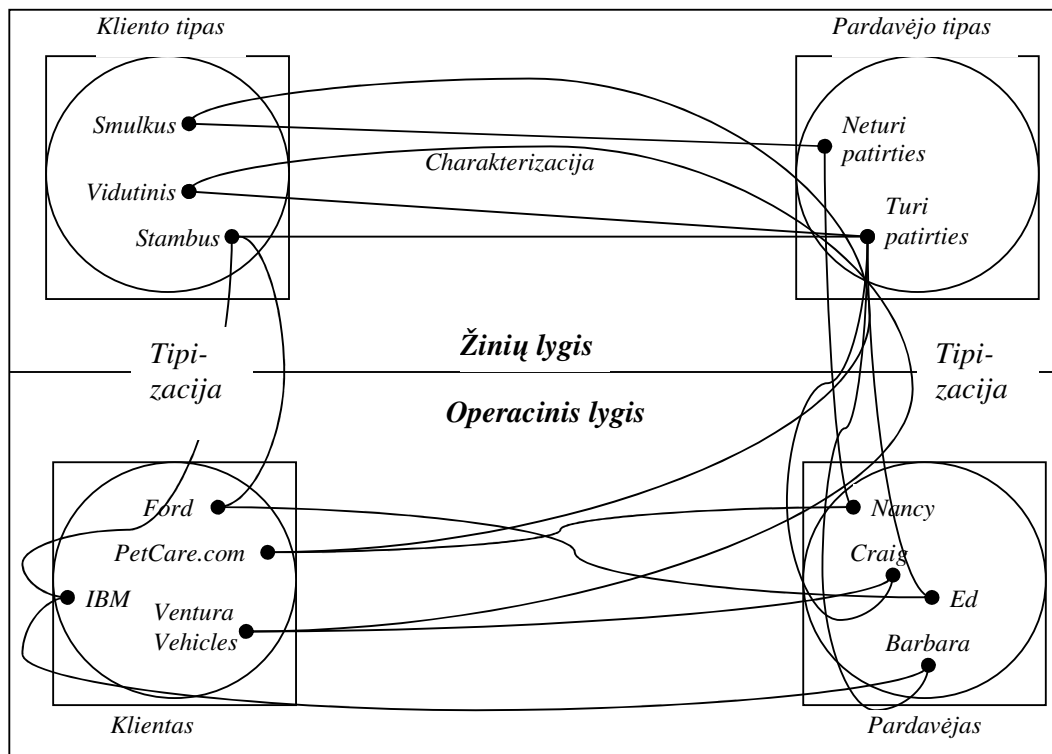 Kliento tipas
Pardavėjo tipas
Smulkus
Neturi
patirties
Charakterizacija
Vidutinis
Turi
patirties
Stambus
Žinių lygis
Tipi-
zacija
Tipi-
zacija
Operacinis lygis
Ford
Nancy
PetCare.com
Craig
IBM
Ed
Ventura
Vehicles
Barbara
Klientas
Pardavėjas